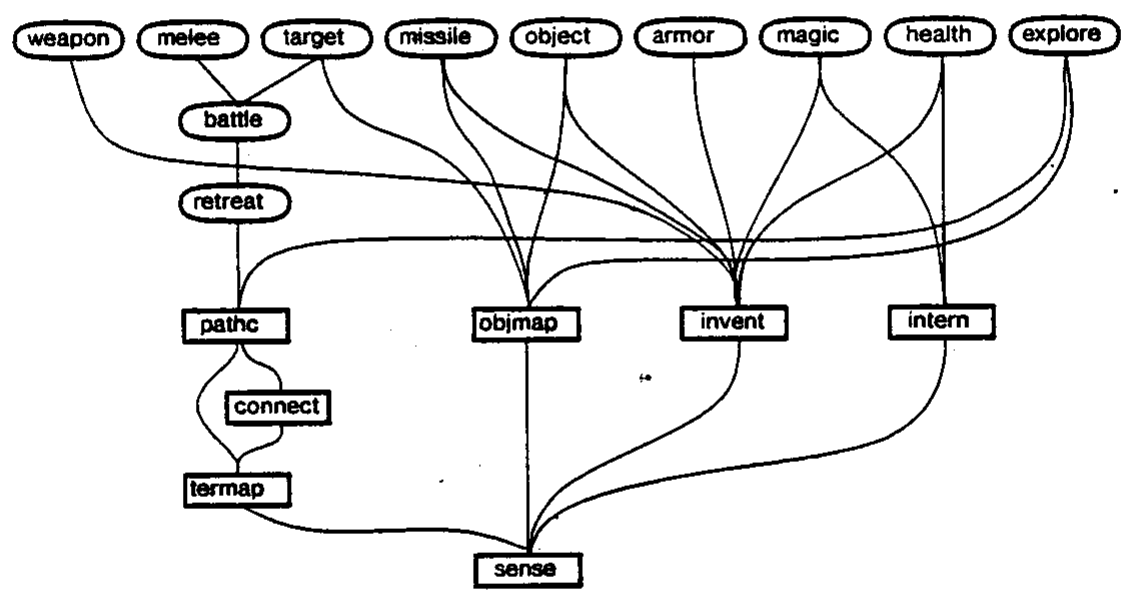 weapon melee target missile object armor magic health explore
battle
retreat
pathc objmap invent intern
connect
termap
sense